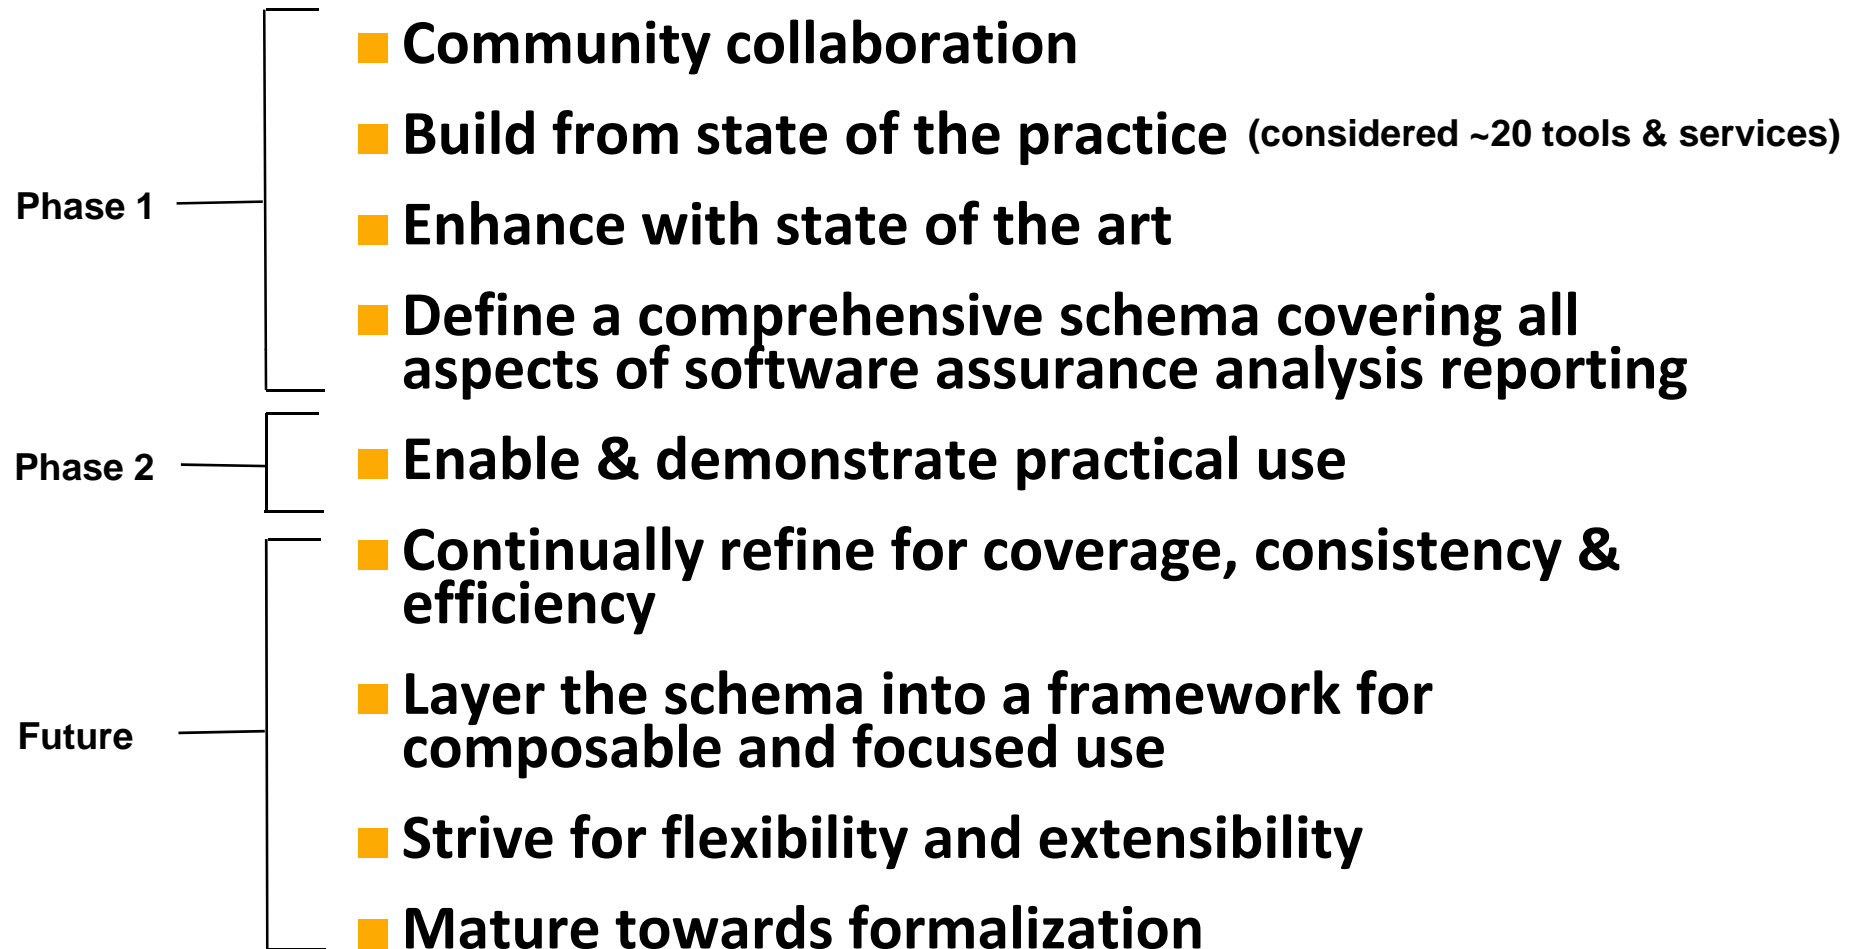 Community collaboration
Build from state of the practice (considered ~20 tools & services)
Phase 1
Enhance with state of the art
Define a comprehensive schema covering all
aspects of software assurance analysis reporting
Phase 2
Enable & demonstrate practical use
Continually refine for coverage, consistency &
efficiency
Layer the schema into a framework for
Future
composable and focused use
Strive for flexibility and extensibility
Mature towards formalization